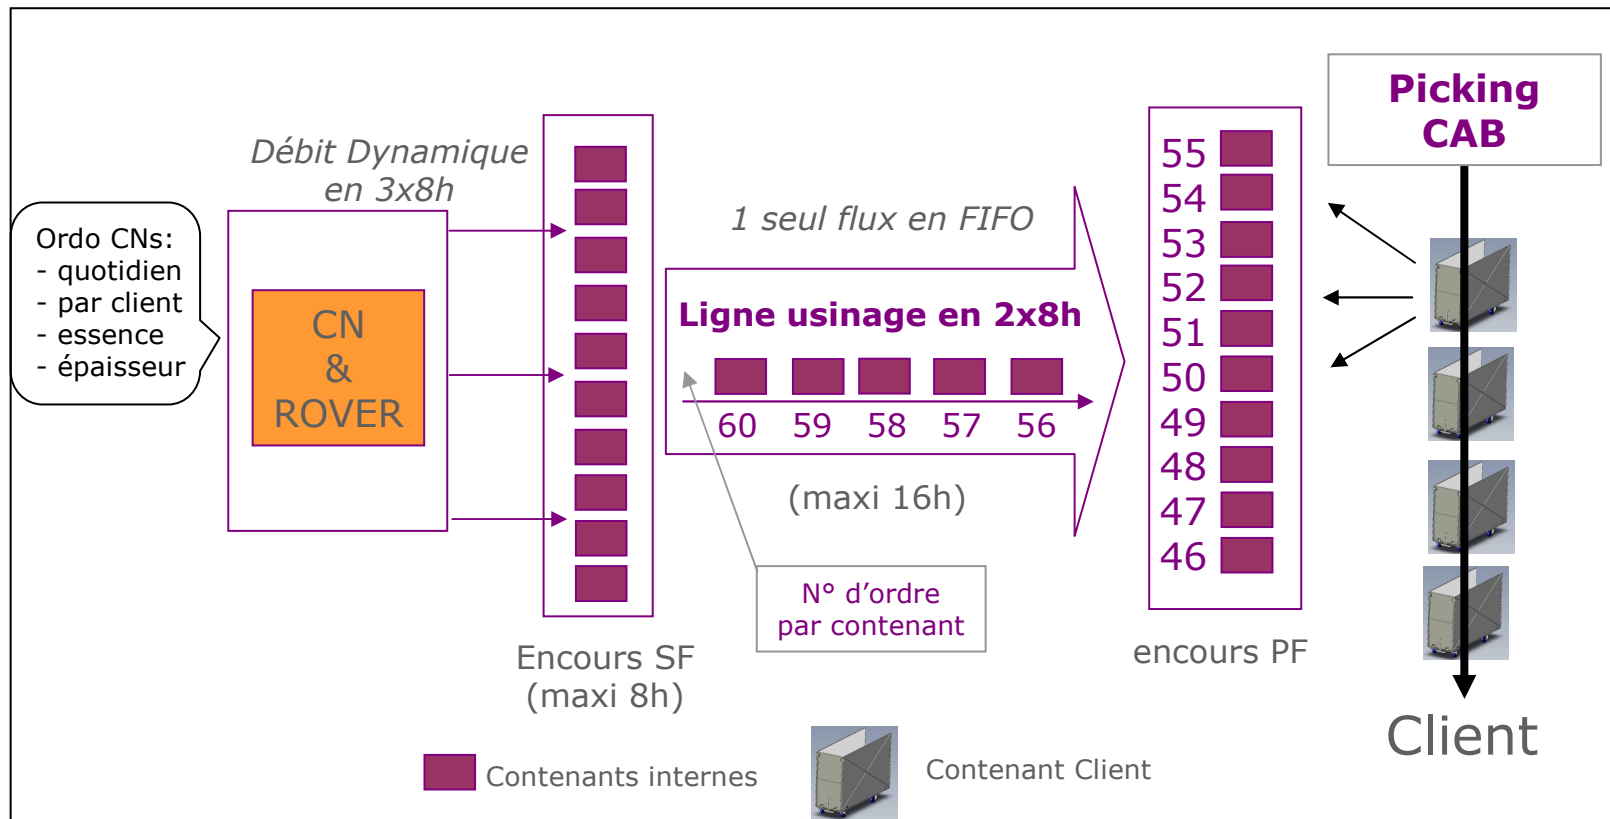 Picking
CAB
Débit Dynamique
en 3x8h
Ordo CNs:
- quotidien
- par client
- essence
- épaisseur
CN
&
ROVER
1 seul flux en FIFO
Ligne usinage en 2x8h
60 59 58 57 56
(maxi 16h)
N° d’ordre
par contenant
Encours SF
(maxi 8h)
55
54
53
52
51
50
49
48
47
46
encours PF
Client
Contenants internes
Contenant Client